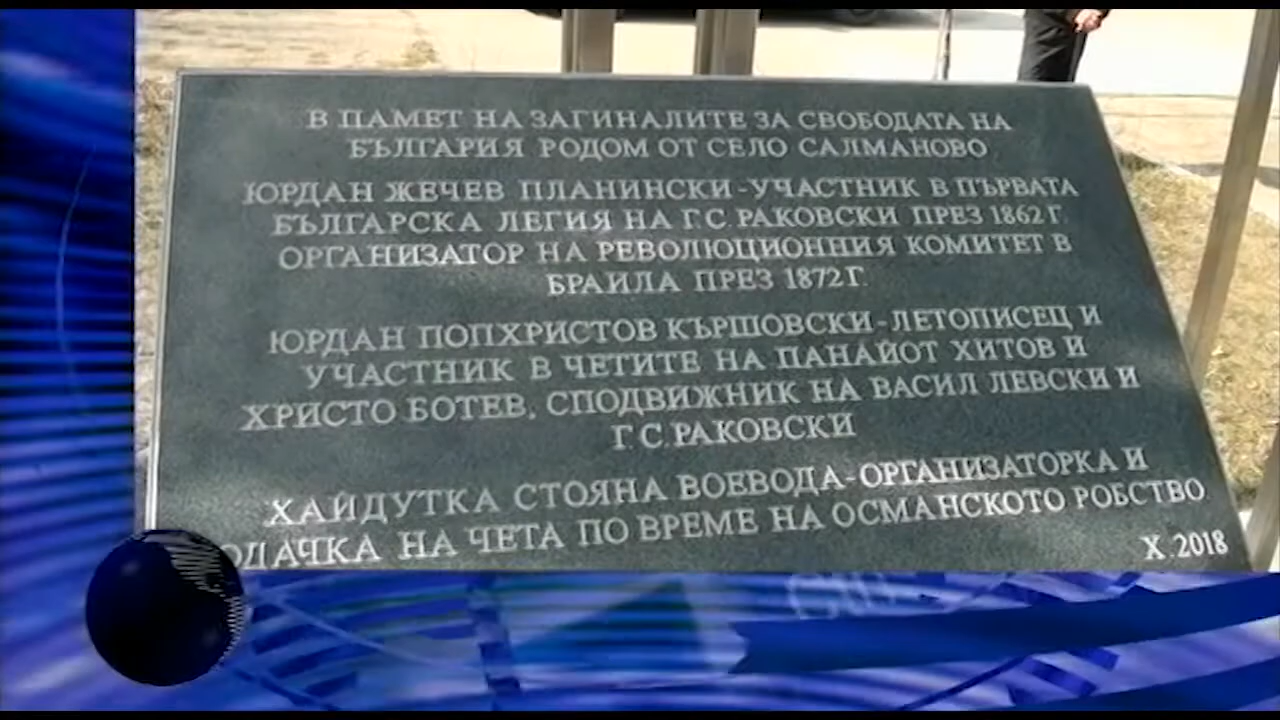 В ПАМЕТ НА ЗАГИНАЛИТЕ ЗА СВОБОДАТА НА
БЪЛГАРИЯ РОДОМ ОТ СЕЛО САЛМАНОВО
ЮРДАН ЖЕЧЕВ ПЛАНИНСКИ-УЧАСТНИК В ПЪРВАТА
БЪЛГАРСКА ЛЕГИЯ НА Г.С.РАКОВСКИ ПРЕЗ 1862 Г.
ОРГАНИЗАТОР НА РЕВОЛЮЦИОННИЯ КОМИТЕТ В
БРАИЛА ПРЕЗ 1872 Г.
ЮРДАН ПОПХРИСТОВ КЪРШОВСКИ-ЛЕТОПИСЕЦ И
УЧАСТНИК В ЧЕТИТЕ НА ПАНАЙОТ ХИТОВ И
ХРИСТО БОТЕВ, СПОДВИЖНИК НА ВАСИЛ ЛЕВСКИ И
Г.С.РАКОВСКИ
ХАЙДУТКА СТОЯНА ВОЕВОДА-ОРГАНИЗАТОРКА И
НА ЧЕТА ПО ВРЕМЕ НА ОСМАНСКОТО РОБСТВО
X.2018